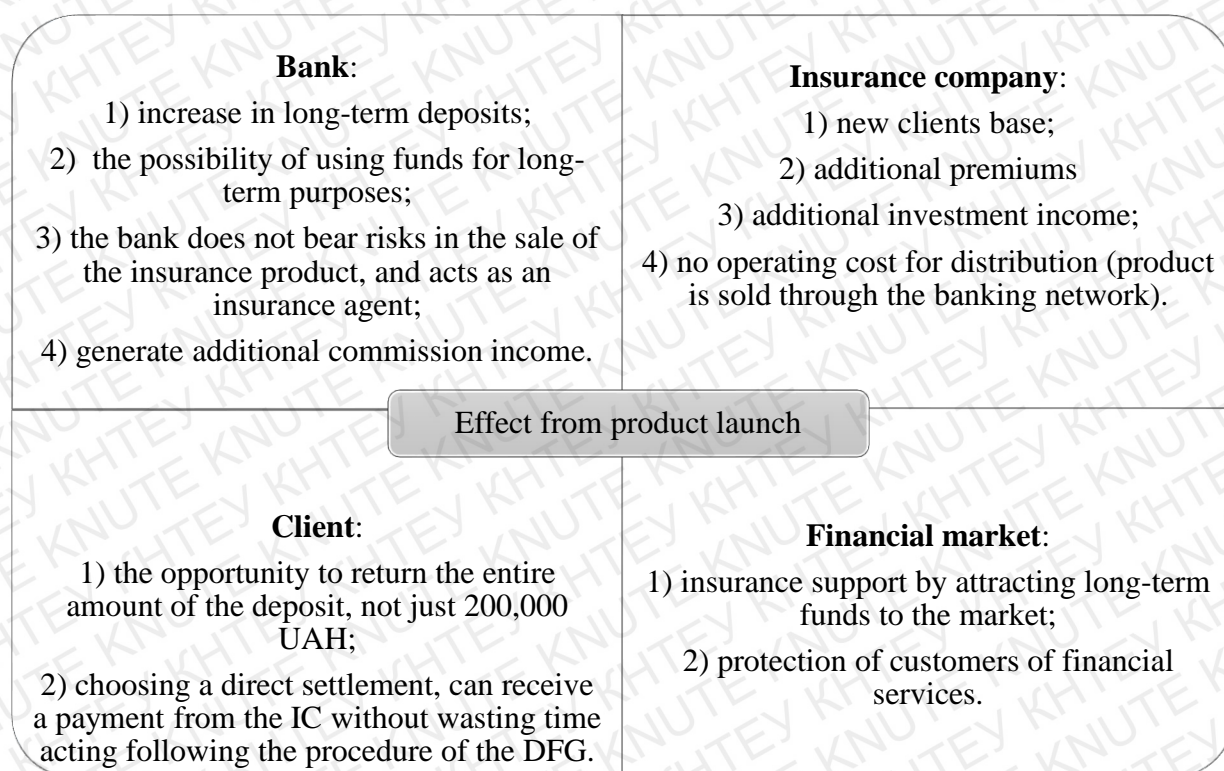 Bank:
1) increase in long-term deposits;
2) the possibility of using funds for long-
term purposes;
3) the bank does not bear risks in the sale of
the insurance product, and acts as an
insurance agent;
4) generate additional commission income.
Insurance company:
1) new clients base;
2) additional premiums
3) additional investment income;
4) no operating cost for distribution (product
is sold through the banking network).
Effect from product launch
Client:
1) the opportunity to return the entire
amount of the deposit, not just 200,000
UAH;
2) choosing a direct settlement, can receive
a payment from the IC without wasting time
acting following the procedure of the DFG.
Financial market:
1) insurance support by attracting long-term
funds to the market;
2) protection of customers of financial
services.